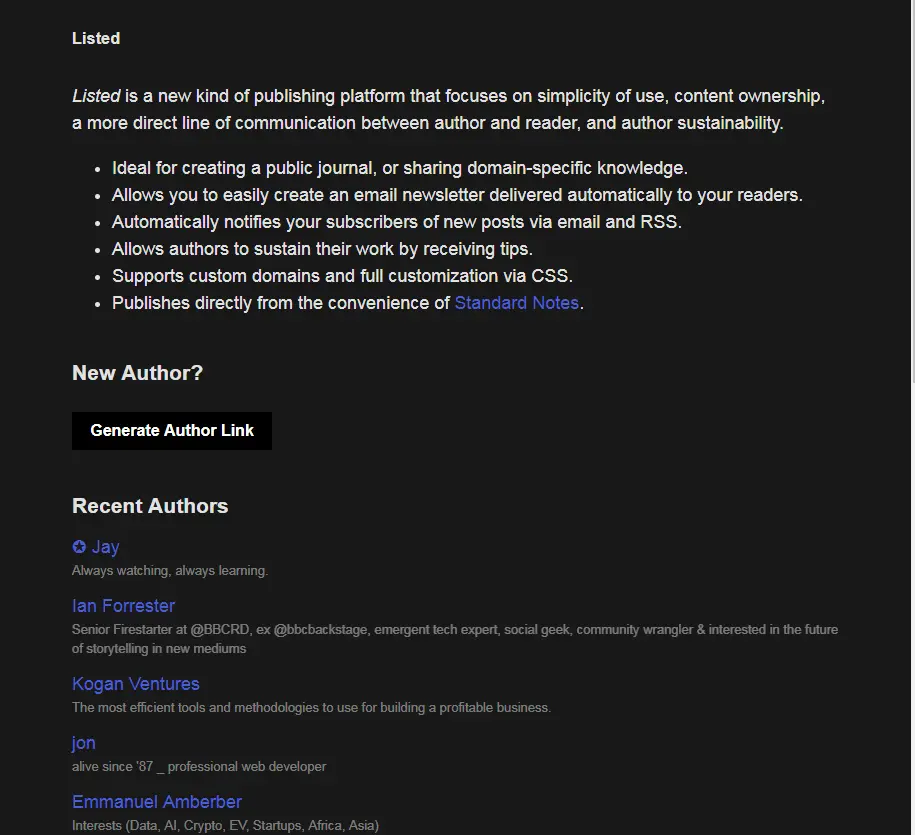 Listed
Listed is a new kind of publishing platform that focuses on simplicity of use, content ownership,
a more direct line of communication between author and reader, and author sustainability.
• Ideal for creating a public journal, or sharing domain-specific knowledge.
• Allows you to easily create an email newsletter delivered automatically to your readers.
• Automatically notifies your subscribers of new posts via email and RSS.
• Allows authors to sustain their work by receiving tips.
• Supports custom domains and full customization via CSS.
• Publishes directly from the convenience of Standard Notes.
New Author?
Generate Author Link
Recent Authors
✪ Jay
Always watching, always learning.
Ian Forrester
Senior Firestarter at @BBCRD, ex @bbcbackstage, emergent tech expert, social geek, community wrangler & interested in the future
of storytelling in new mediums
Kogan Ventures
The most efficient tools and methodologies to use for building a profitable business.
jon
alive since '87 _ professional web developer
Emmanuel Amberber
Interests (Data, AI, Crypto, EV, Startups, Africa, Asia)